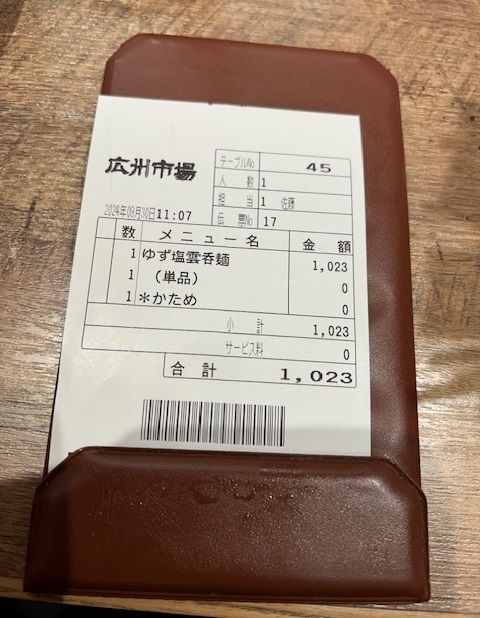 広州市場
テーブルNo 45
人数 1
担当 1 佐藤
伝票No 17
2024年09月30日11:07
数 メニュー名 金額
1 ゆず塩雲呑麺 1,023
1 (単品) 0
1 *かため 0
小計 1,023
サービス料 0
合計 1,023